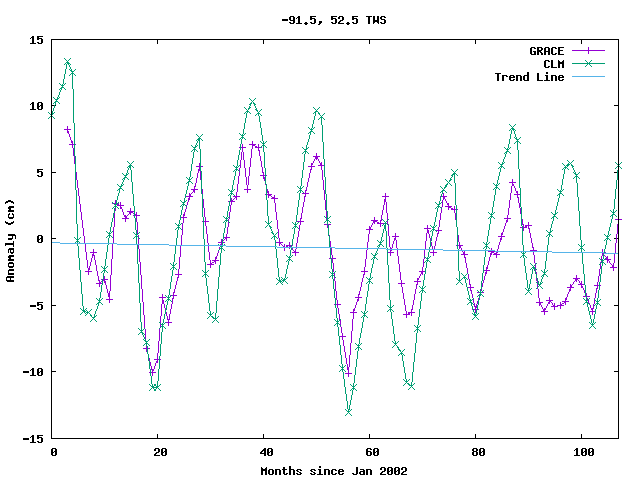 -91.5, 52.5 TWS
GRACE
CLM
Trend Line
15
10
5
0
-5
-10
-15
Anomaly (cm)
0 20 40 60 80 100
Months since Jan 2002